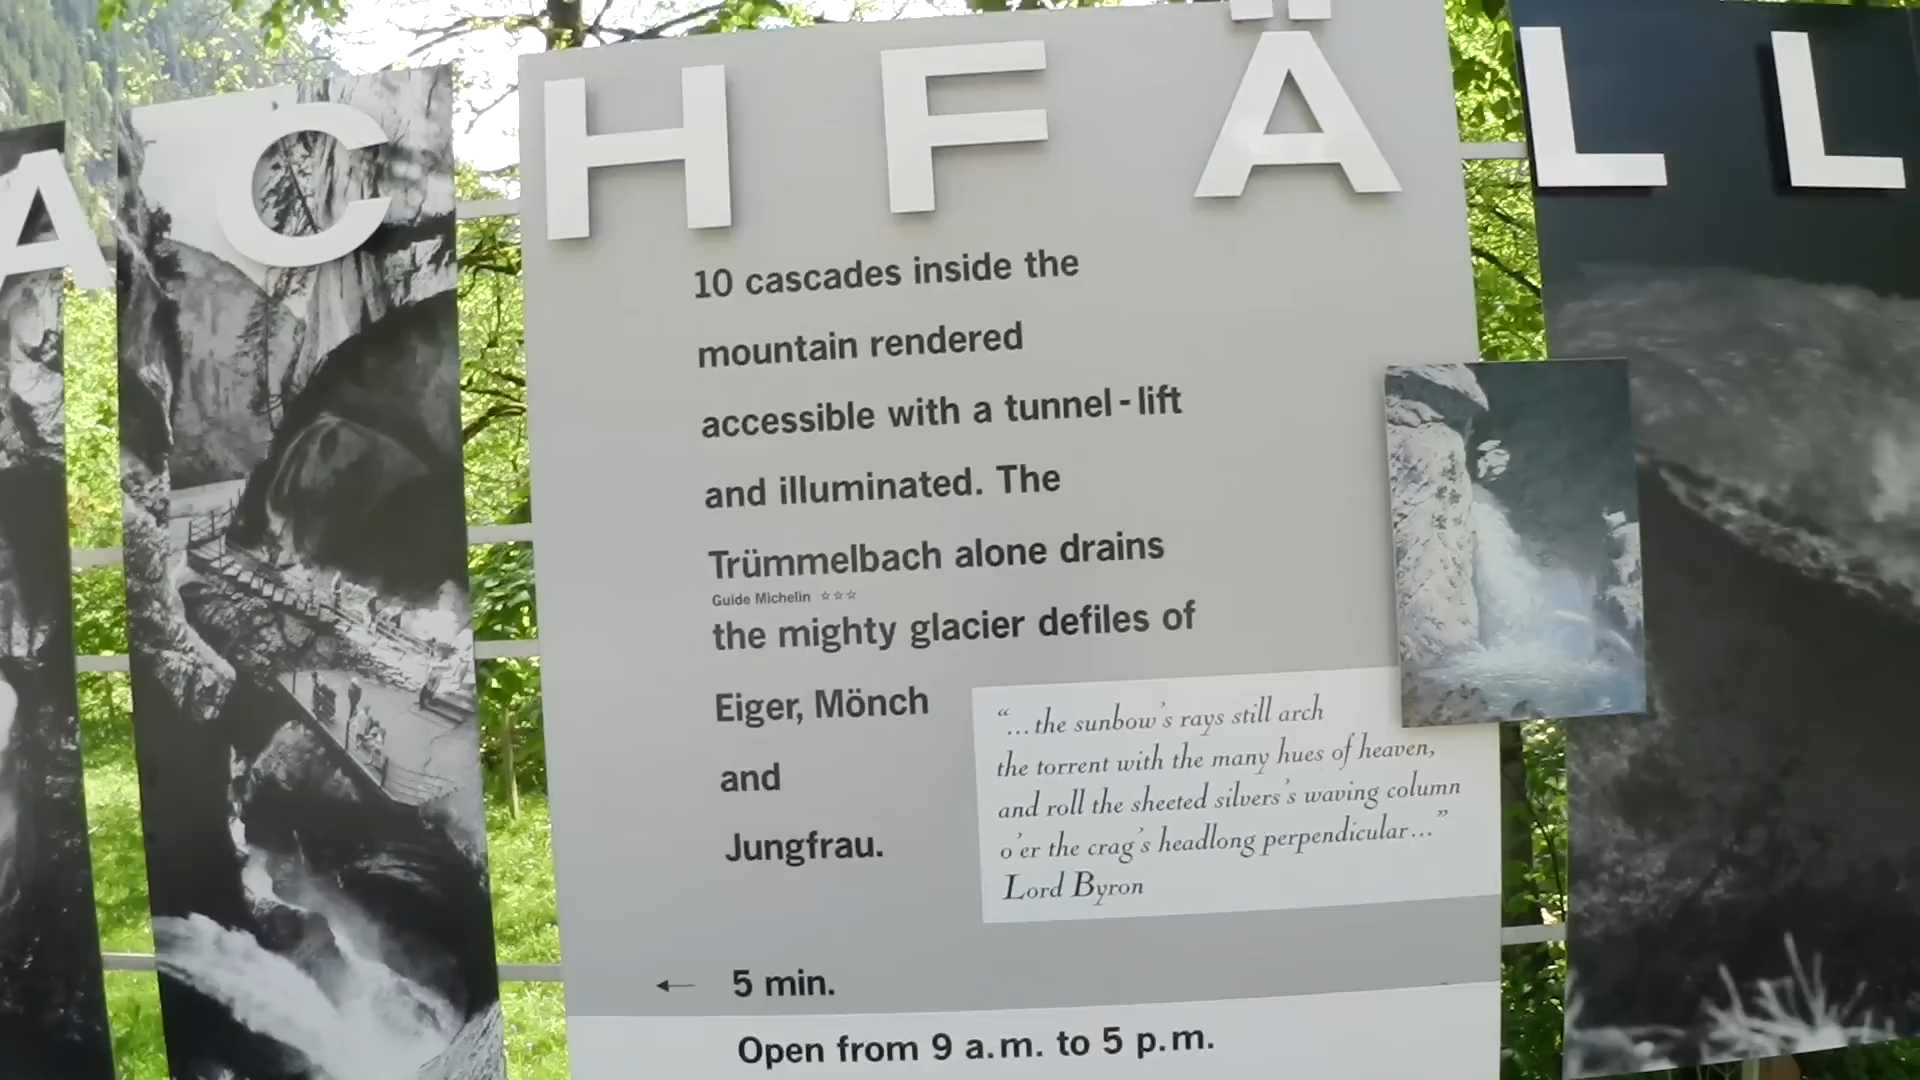 ACHFÄLL
10 cascades inside the
mountain rendered
accessible with a tunnel-lift
and illuminated. The
Trümmelbach alone drains
Guide Michelin ☆☆☆
the mighty glacier defiles of
Eiger, Mönch
and
Jungfrau.
“...the sunbow's rays still arch
the torrent with the many hues of heaven,
and roll the sheeted silvers's waving column
o'er the crag's headlong perpendicular...”
Lord Byron
← 5 min.
Open from 9 a.m. to 5 p.m.